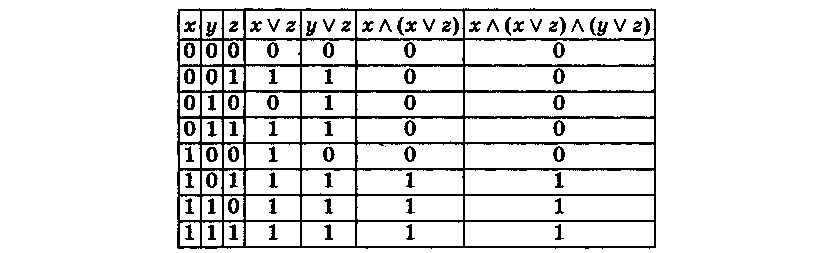 x y z x ∨ z y ∨ z x ∧ (x ∨ z) x ∧ (x ∨ z) ∧ (y ∨ z)
0 0 0 0 0 0 0
0 0 1 1 1 0 0
0 1 0 0 1 0 0
0 1 1 1 1 0 0
1 0 0 1 0 0 0
1 0 1 1 1 1 1
1 1 0 1 1 1 1
1 1 1 1 1 1 1